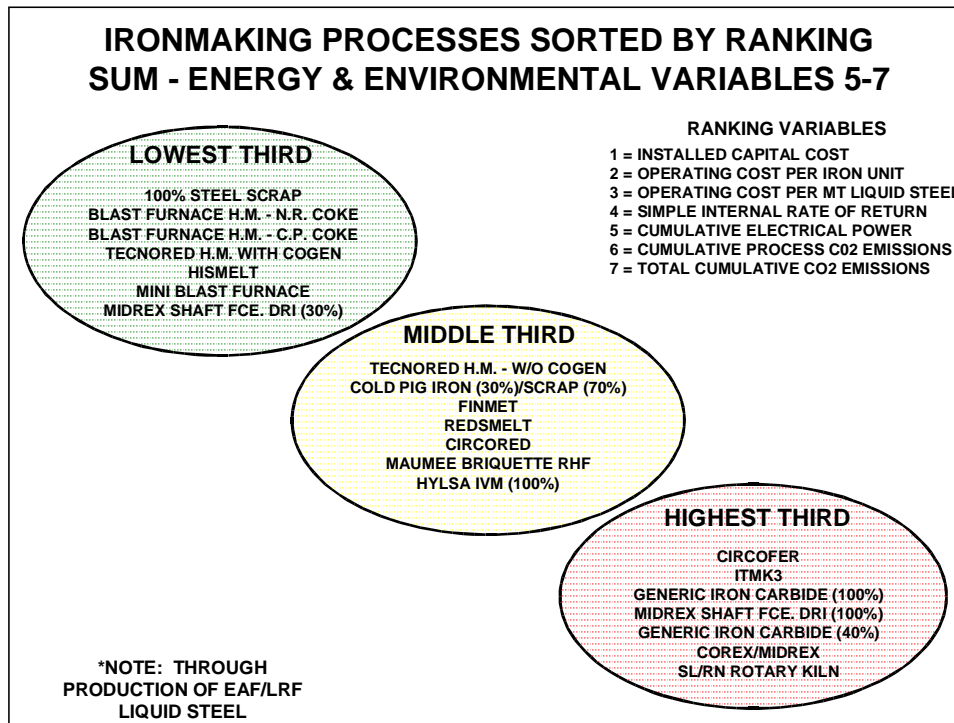 IRONMAKING PROCESSES SORTED BY RANKING
SUM - ENERGY & ENVIRONMENTAL VARIABLES 5-7
RANKING VARIABLES
1 = INSTALLED CAPITAL COST
2 = OPERATING COST PER IRON UNIT
3 = OPERATING COST PER MT LIQUID STEEL
4 = SIMPLE INTERNAL RATE OF RETURN
5 = CUMULATIVE ELECTRICAL POWER
6 = CUMULATIVE PROCESS C02 EMISSIONS
7 = TOTAL CUMULATIVE CO2 EMISSIONS
LOWEST THIRD
100% STEEL SCRAP
BLAST FURNACE H.M. - N.R. COKE
BLAST FURNACE H.M. - C.P. COKE
TECNORED H.M. WITH COGEN
HISMELT
MINI BLAST FURNACE
MIDREX SHAFT FCE. DRI (30%)
MIDDLE THIRD
TECNORED H.M. - W/O COGEN
COLD PIG IRON (30%)/SCRAP (70%)
FINMET
REDSMELT
CIRCORED
MAUMEE BRIQUETTE RHF
HYLSA IVM (100%)
HIGHEST THIRD
CIRCOFER
ITMK3
GENERIC IRON CARBIDE (100%)
MIDREX SHAFT FCE. DRI (100%)
GENERIC IRON CARBIDE (40%)
COREX/MIDREX
SL/RN ROTARY KILN
*NOTE: THROUGH
PRODUCTION OF EAF/LRF
LIQUID STEEL